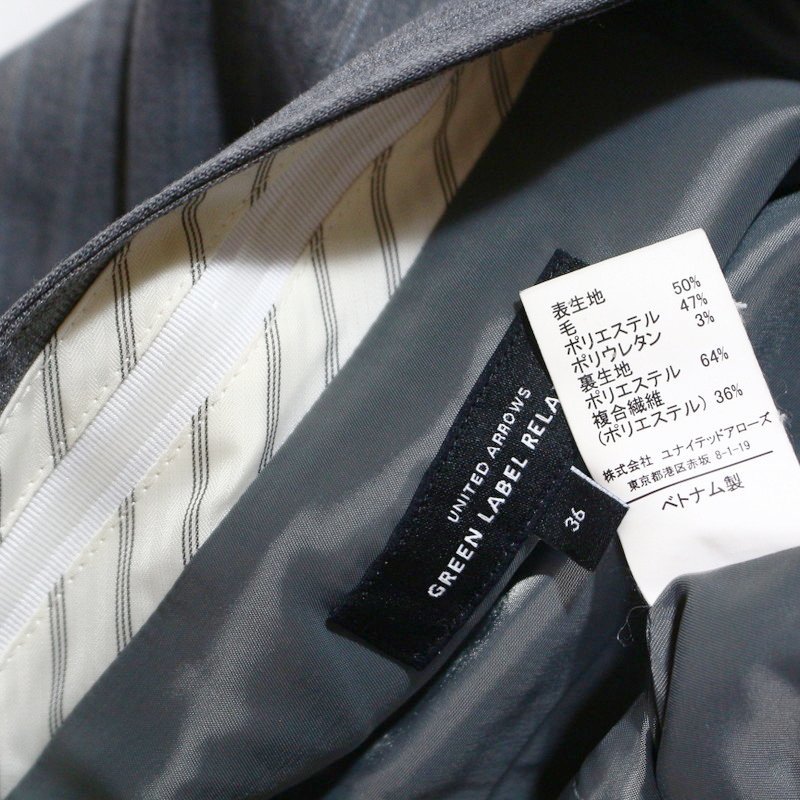 UNITED ARROWS
GREEN LABEL RELA
36
表生地
毛 50%
ポリエステル 47%
ポリウレタン 3%
裏生地
ポリエステル 64%
複合繊維
(ポリエステル) 36%
株式会社 ユナイテッドアローズ
東京都港区赤坂 8-1-19
ベトナム製